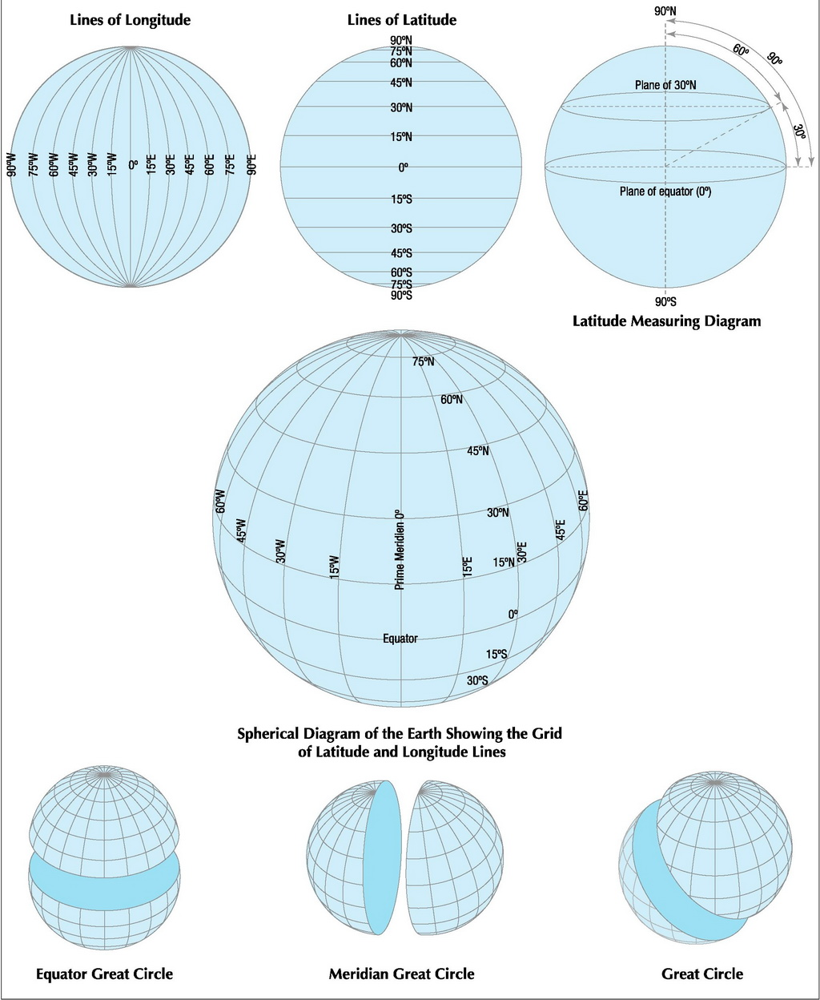 Lines of Longitude
90ºW 75ºW 60ºW 45ºW 30ºW 15ºW 0º 15ºE 30ºE 45ºE 60ºE 75ºE 90ºE
Lines of Latitude
90ºN
75ºN
60ºN
45ºN
30ºN
15ºN
0º
15ºS
30ºS
45ºS
60ºS
75ºS
90ºS
90ºN
60º
90º
Plane of 30ºN
30º
Plane of equator (0º)
90ºS
Latitude Measuring Diagram
75ºN
60ºN
45ºN
30ºN
60ºW
45ºW
30ºW
15ºW
Prime Meridian 0º
15ºE
15ºN
30ºE
45ºE
60ºE
0º
Equator
15ºS
30ºS
Spherical Diagram of the Earth Showing the Grid
of Latitude and Longitude Lines
Equator Great Circle
Meridian Great Circle
Great Circle